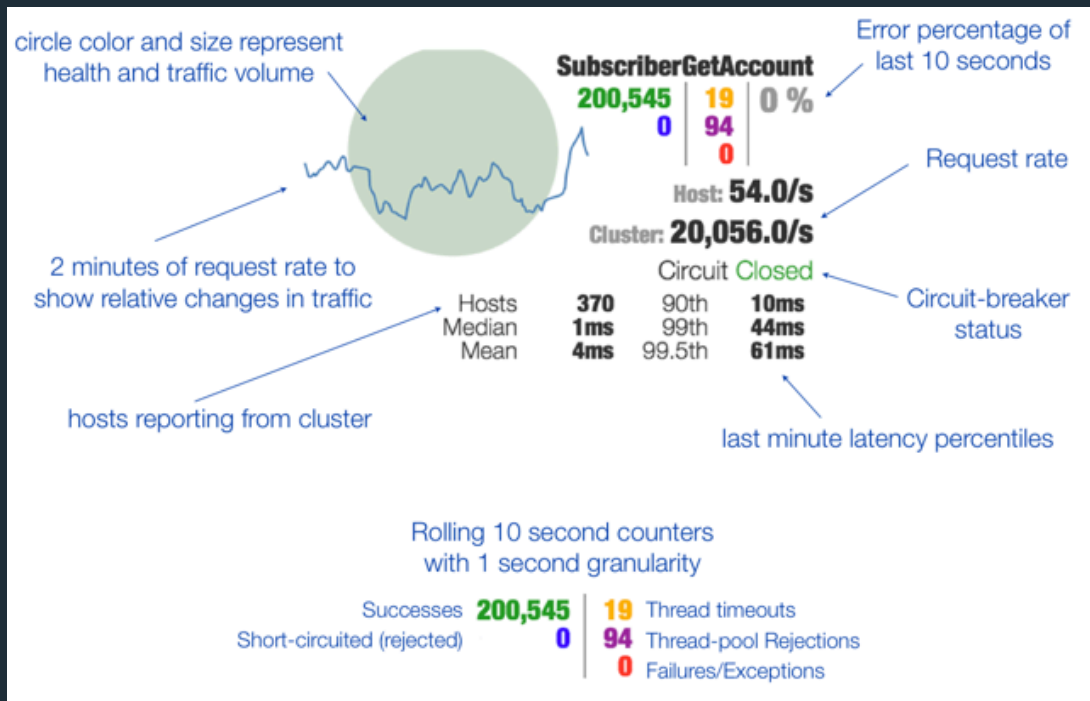 circle color and size represent
health and traffic volume
Error percentage of
last 10 seconds
SubscriberGetAccount
200,545 19 0 %
0 94
0
Request rate
Host: 54.0/s
Cluster: 20,056.0/s
2 minutes of request rate to
show relative changes in traffic
Circuit Closed
Circuit-breaker
status
Hosts 370 90th 10ms
Median 1ms 99th 44ms
Mean 4ms 99.5th 61ms
hosts reporting from cluster
last minute latency percentiles
Rolling 10 second counters
with 1 second granularity
Successes 200,545 19 Thread timeouts
Short-circuited (rejected) 0 94 Thread-pool Rejections
0 Failures/Exceptions